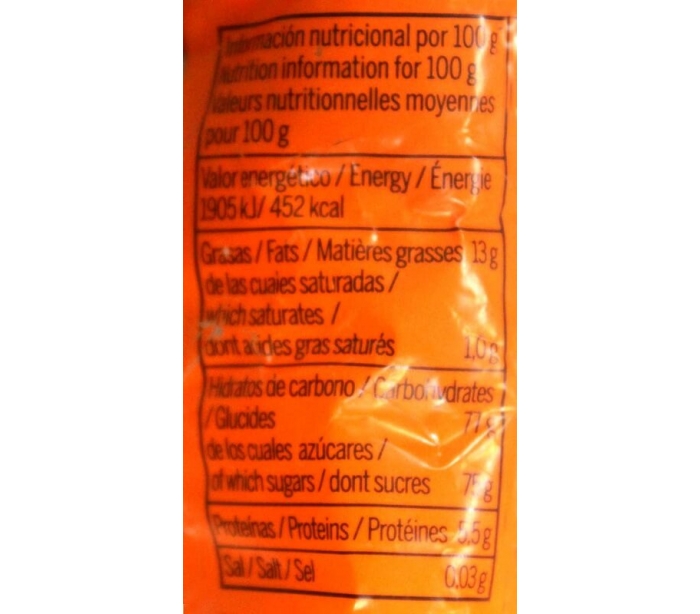 Información nutricional por 100 g
Nutrition information for 100 g
Valeurs nutritionnelles moyennes
pour 100 g
Valor energético / Energy / Énergie
1905 kJ/ 452 kcal
Grasas / Fats / Matières grasses 13 g
de las cuales saturadas /
which saturates /
dont acides gras saturés 1,0 g
Hidratos de carbono / Carbohydrates
/ Glucides 77 g
de los cuales azúcares /
of which sugars / dont sucres g
Proteínas / Proteins / Protéines 5,5 g
Sal / Salt / Sel 0,03 g